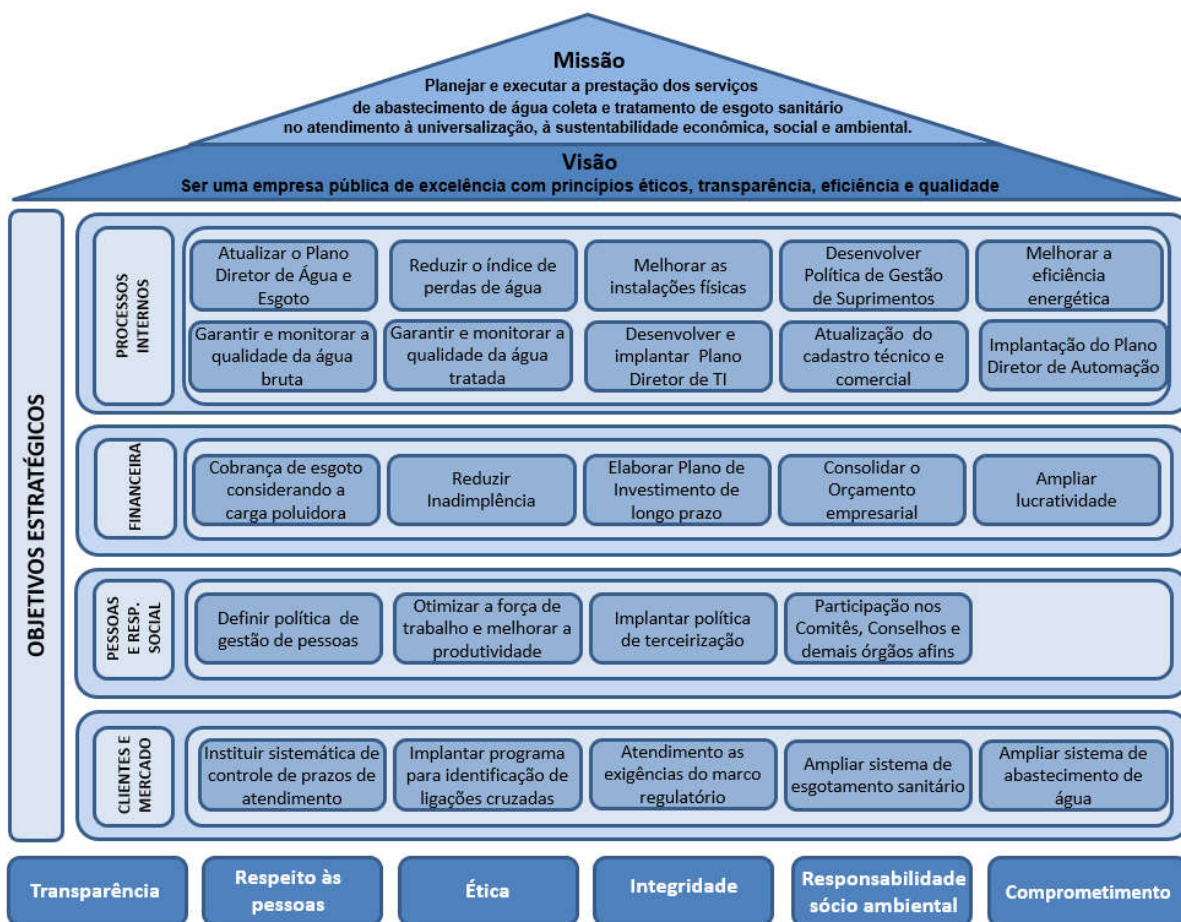 Missão
Planejar e executar a prestação dos serviços
de abastecimento de água coleta e tratamento de esgoto sanitário
no atendimento à universalização, à sustentabilidade econômica, social e ambiental.
Visão
Ser uma empresa pública de excelência com princípios éticos, transparência, eficiência e qualidade
OBJETIVOS ESTRATÉGICOS
PROCESSOS
INTERNOS
Atualizar o Plano
Diretor de Água e
Esgoto
Reduzir o índice de
perdas de água
Melhorar as
instalações físicas
Desenvolver
Política de Gestão
de Suprimentos
Melhorar a
eficiência
energética
Garantir e monitorar a
qualidade da água
bruta
Garantir e monitorar a
qualidade da água
tratada
Desenvolver e
implantar Plano
Diretor de TI
Atualização do
cadastro técnico e
comercial
Implantação do Plano
Diretor de Automação
FINANCEIRA
Cobrança de esgoto
considerando a
carga poluidora
Reduzir
Inadimplência
Elaborar Plano de
Investimento de
longo prazo
Consolidar o
Orçamento
empresarial
Ampliar
lucratividade
PESSOAS
E RESP.
SOCIAL
Definir política de
gestão de pessoas
Otimizar a força de
trabalho e melhorar a
produtividade
Implantar política
de terceirização
Participação nos
Comitês, Conselhos e
demais órgãos afins
CLIENTES E
MERCADO
Instituir sistemática de
controle de prazos de
atendimento
Implantar programa
para identificação de
ligações cruzadas
Atendimento as
exigências do marco
regulatório
Ampliar sistema de
esgotamento sanitário
Ampliar sistema de
abastecimento de
água
Transparência
Respeito às
pessoas
Ética
Integridade
Responsabilidade
sócio ambiental
Comprometimento